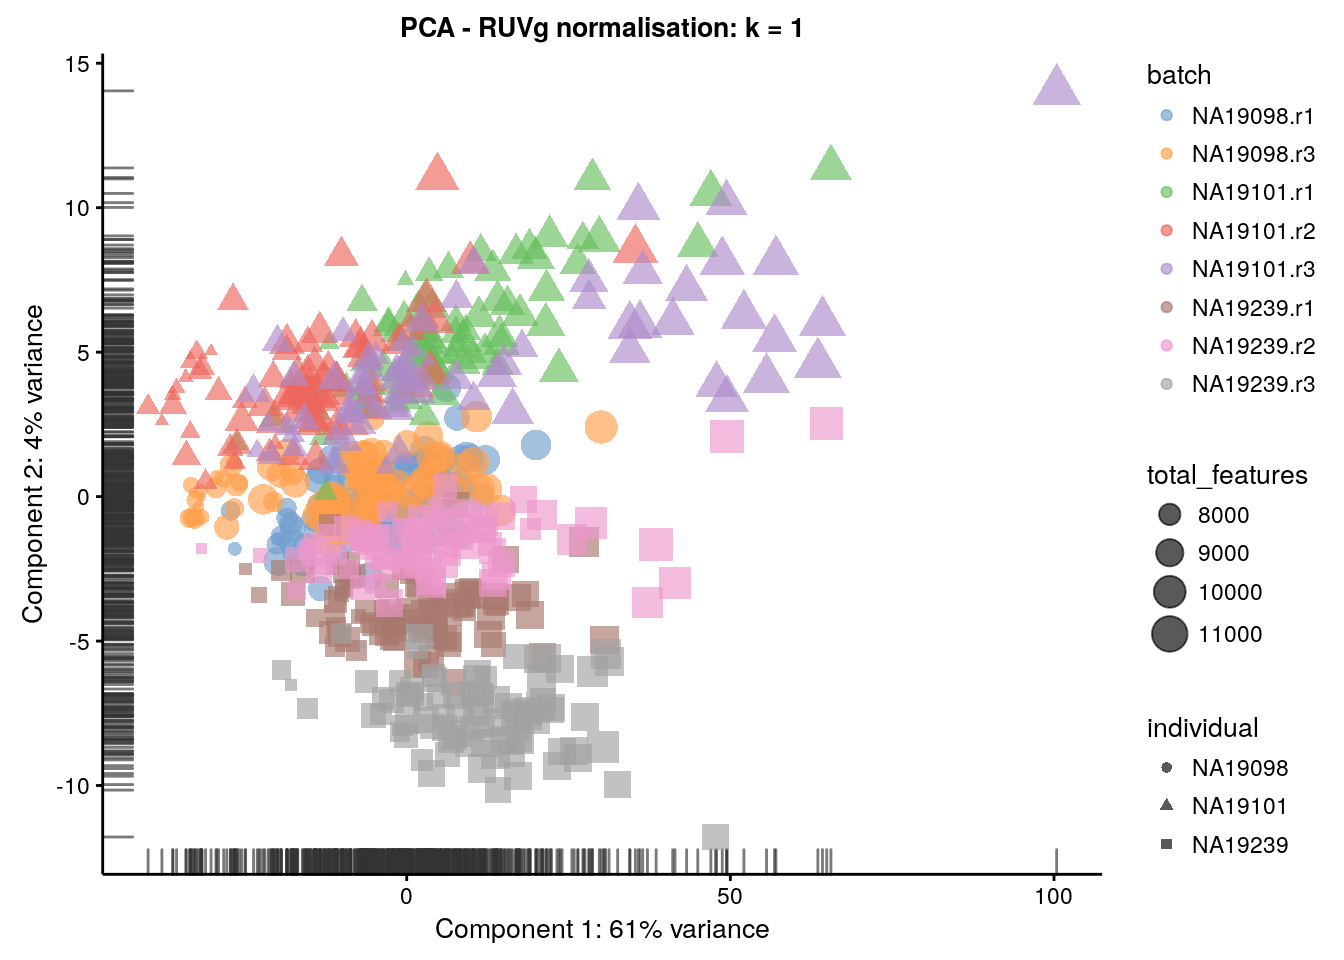 PCA - RUVg normalisation: k = 1
15
10
5
0
-5
-10
Component 2: 4% variance
0
50
100
Component 1: 61% variance
batch
NA19098.r1
NA19098.r3
NA19101.r1
NA19101.r2
NA19101.r3
NA19239.r1
NA19239.r2
NA19239.r3
total_features
8000
9000
10000
11000
individual
NA19098
NA19101
NA19239